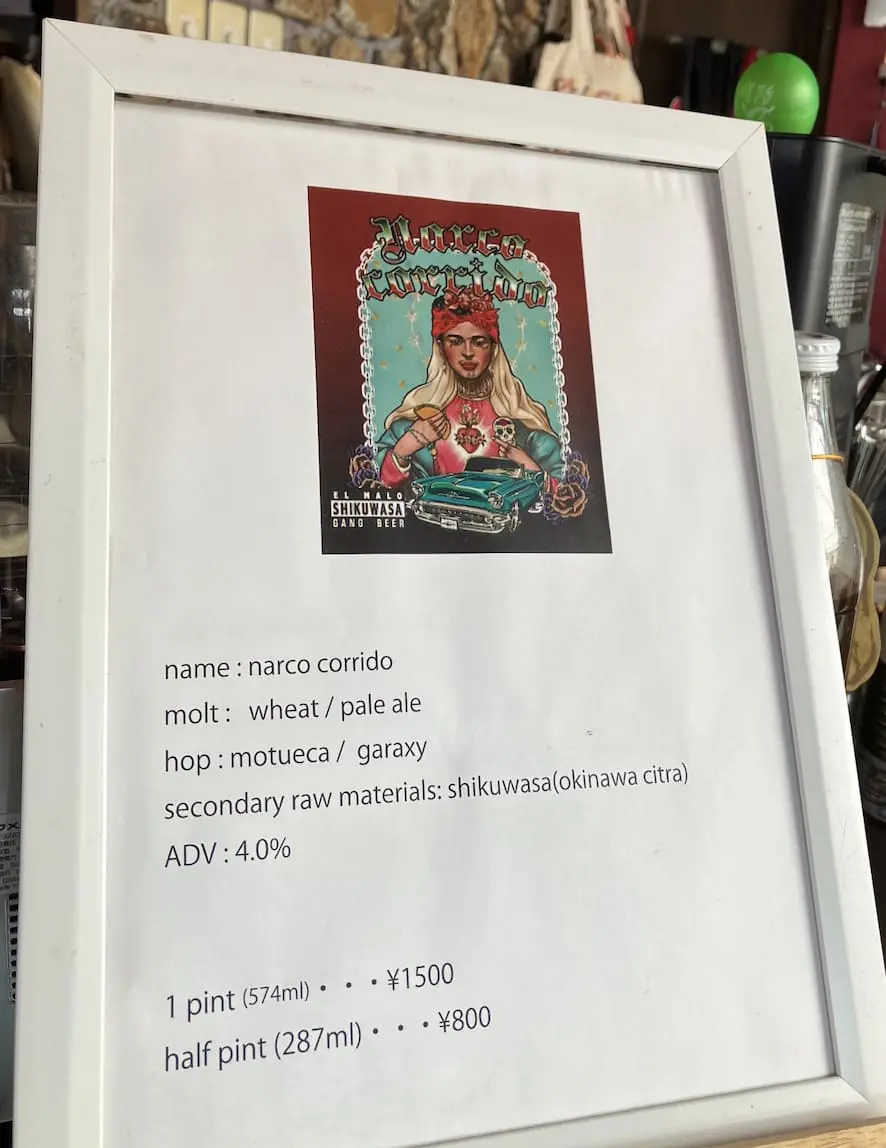 Narco
corrido
EL MALO
SHIKUWASA
GANG BEER
name : narco corrido
molt : wheat / pale ale
hop : motueca / garaxy
secondary raw materials: shikuwasa(okinawa citra)
ADV : 4.0%
1 pint (574ml)・・・¥1500
half pint (287ml)・・・¥800